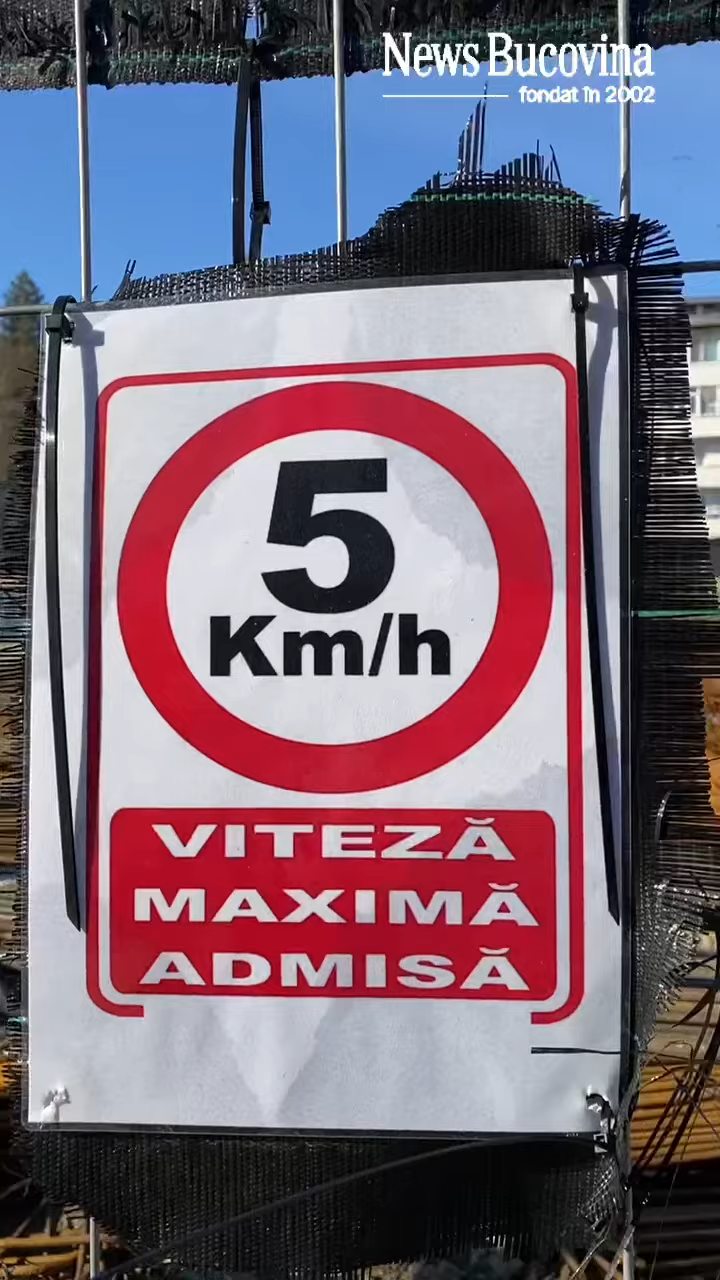 News Bucovina
fondat în 2002
5
Km/h
VITEZĂ
MAXIMĂ
ADMISĂ